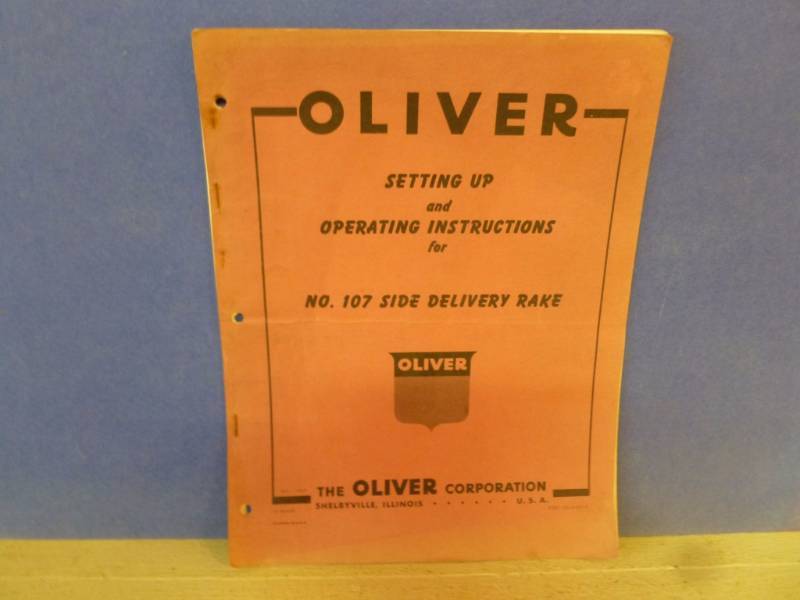 OLIVER
SETTING UP
and
OPERATING INSTRUCTIONS
for
NO. 107 SIDE DELIVERY RAKE
OLIVER
THE OLIVER CORPORATION
SHELBYVILLE, ILLINOIS . . . . . . U. S. A.